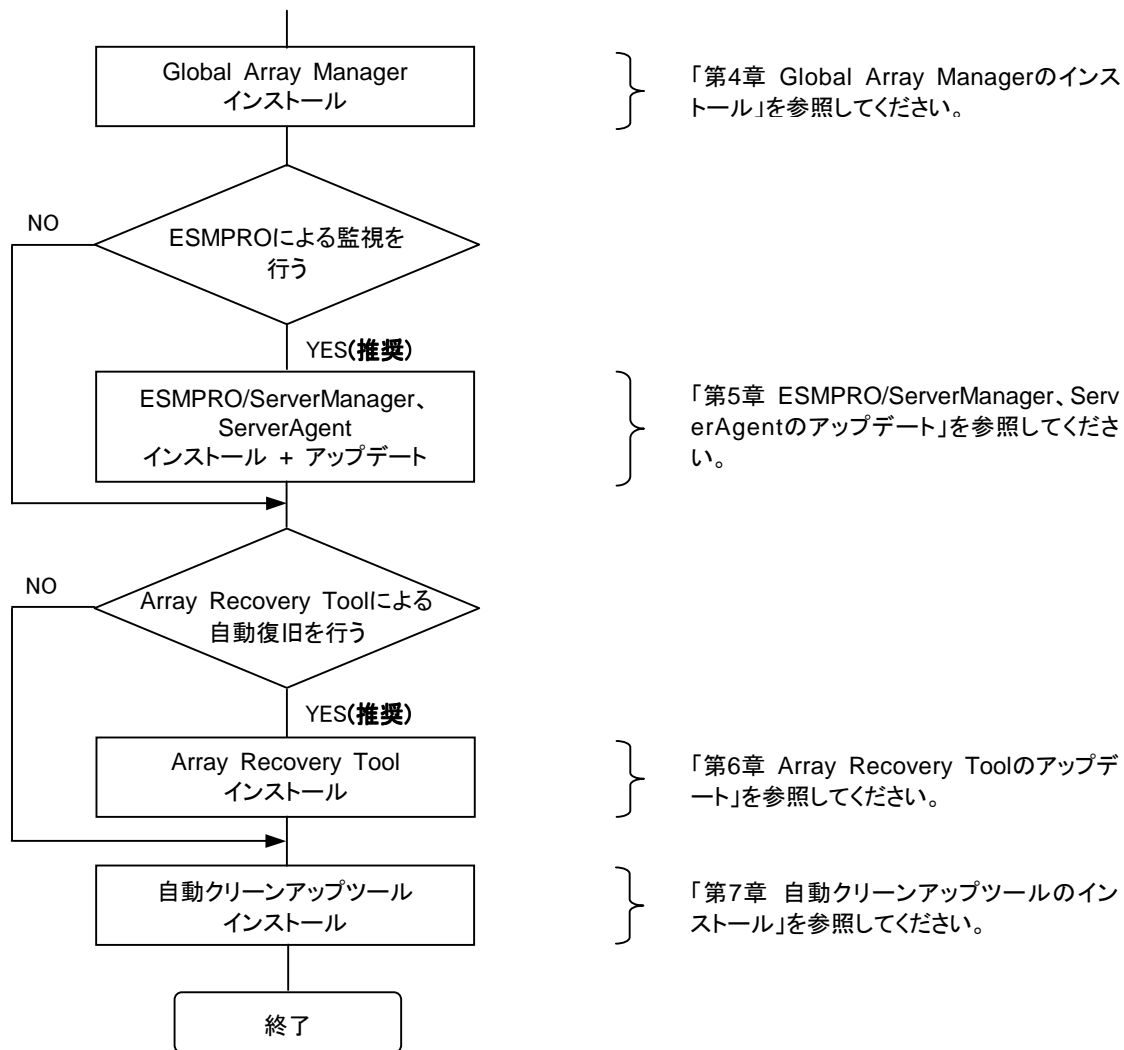 Global Array Manager
インストール
「第4章 Global Array Managerのインス
トール」を参照してください。
NO
ESMPROによる監視を
行う
YES(推奨)
ESMPRO/ServerManager、
ServerAgent
インストール + アップデート
「第5章 ESMPRO/ServerManager、Serv
erAgentのアップデート」を参照してくださ
い。
NO
Array Recovery Toolによる
自動復旧を行う
YES(推奨)
Array Recovery Tool
インストール
「第6章 Array Recovery Toolのアップデ
ート」を参照してください。
自動クリーンアップツール
インストール
「第7章 自動クリーンアップツールのイン
ストール」を参照してください。
終了